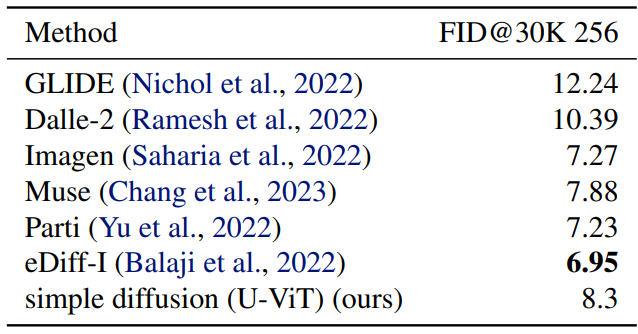 Method FID@30K 256
GLIDE (Nichol et al., 2022) 12.24
Dalle-2 (Ramesh et al., 2022) 10.39
Imagen (Saharia et al., 2022) 7.27
Muse (Chang et al., 2023) 7.88
Parti (Yu et al., 2022) 7.23
eDiff-I (Balaji et al., 2022) 6.95
simple diffusion (U-ViT) (ours) 8.3